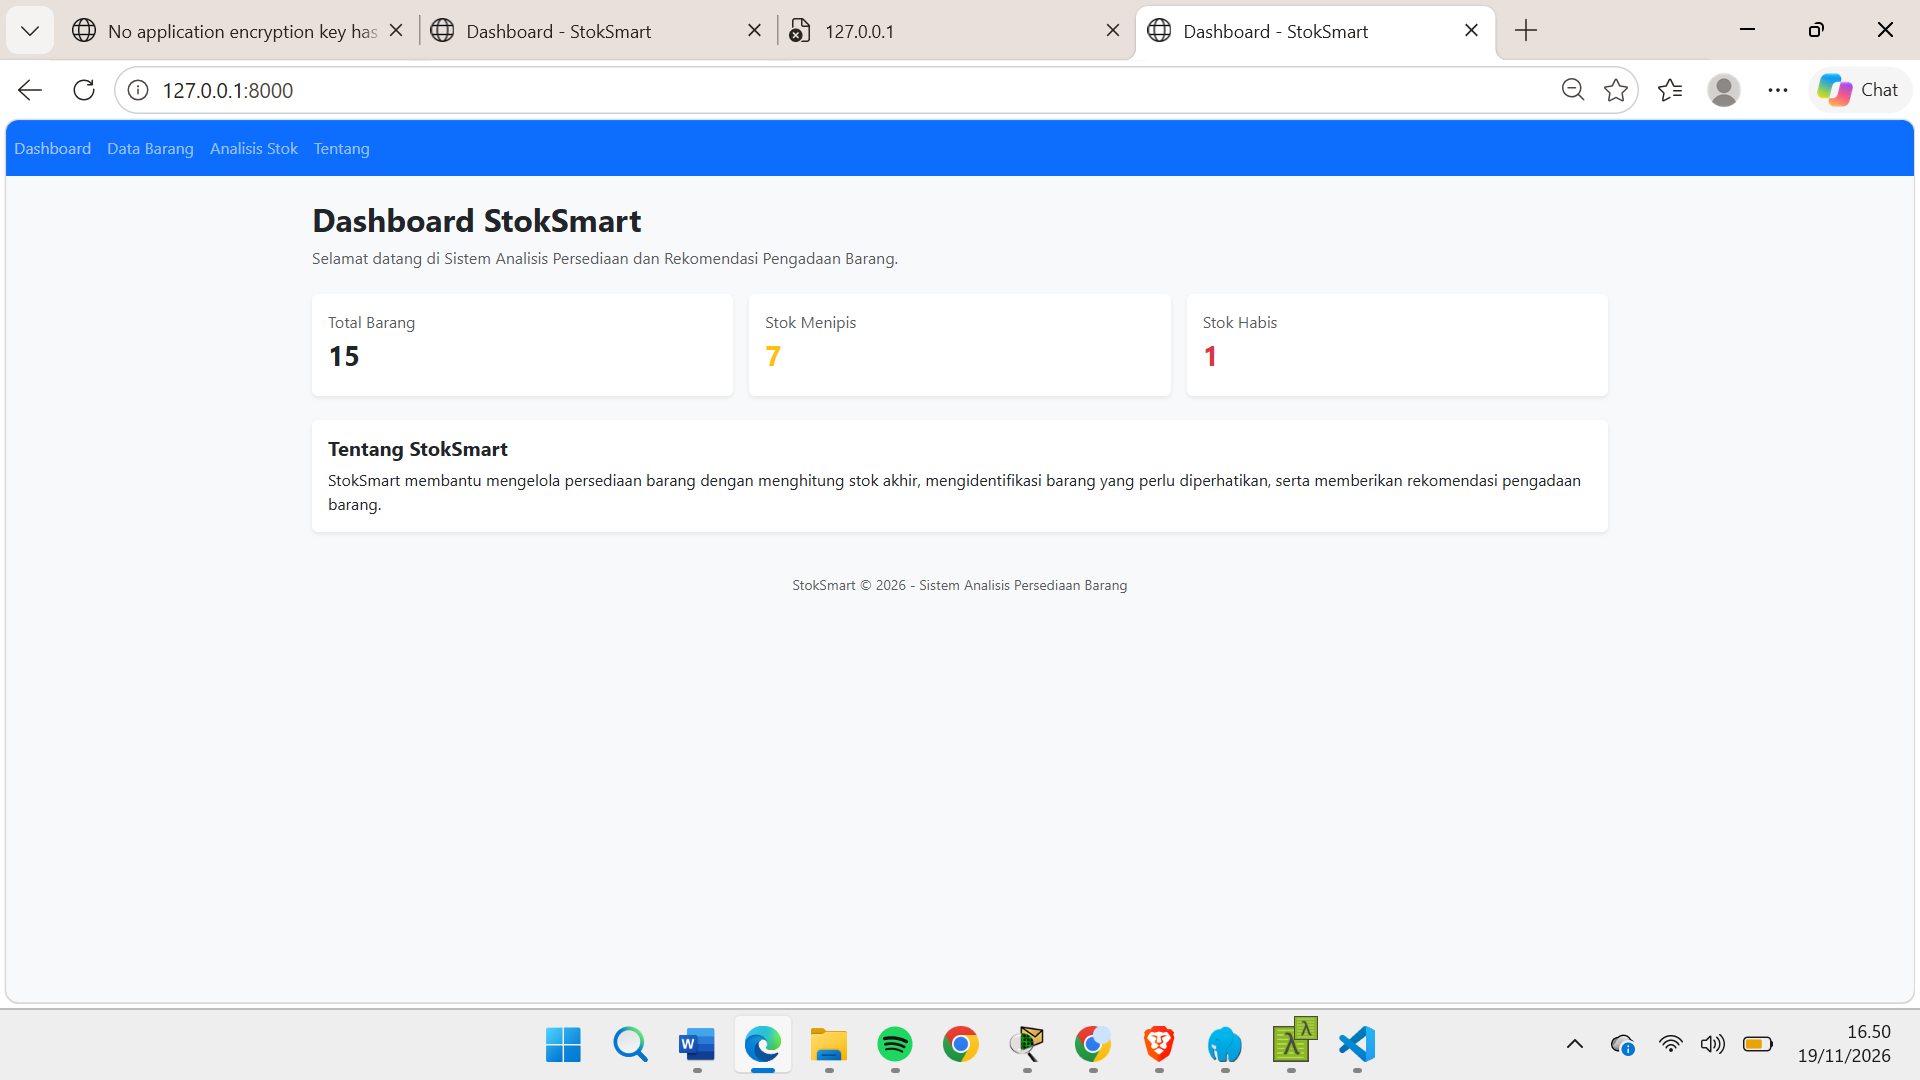 No application encryption key has
Dashboard - StokSmart
127.0.0.1
Dashboard - StokSmart
127.0.0.1:8000
Chat
Dashboard
Data Barang
Analisis Stok
Tentang
Dashboard StokSmart
Selamat datang di Sistem Analisis Persediaan dan Rekomendasi Pengadaan Barang.
Total Barang
15
Stok Menipis
7
Stok Habis
1
Tentang StokSmart
StokSmart membantu mengelola persediaan barang dengan menghitung stok akhir, mengidentifikasi barang yang perlu diperhatikan, serta memberikan rekomendasi pengadaan
barang.
StokSmart © 2026 - Sistem Analisis Persediaan Barang
16.50
19/11/2026